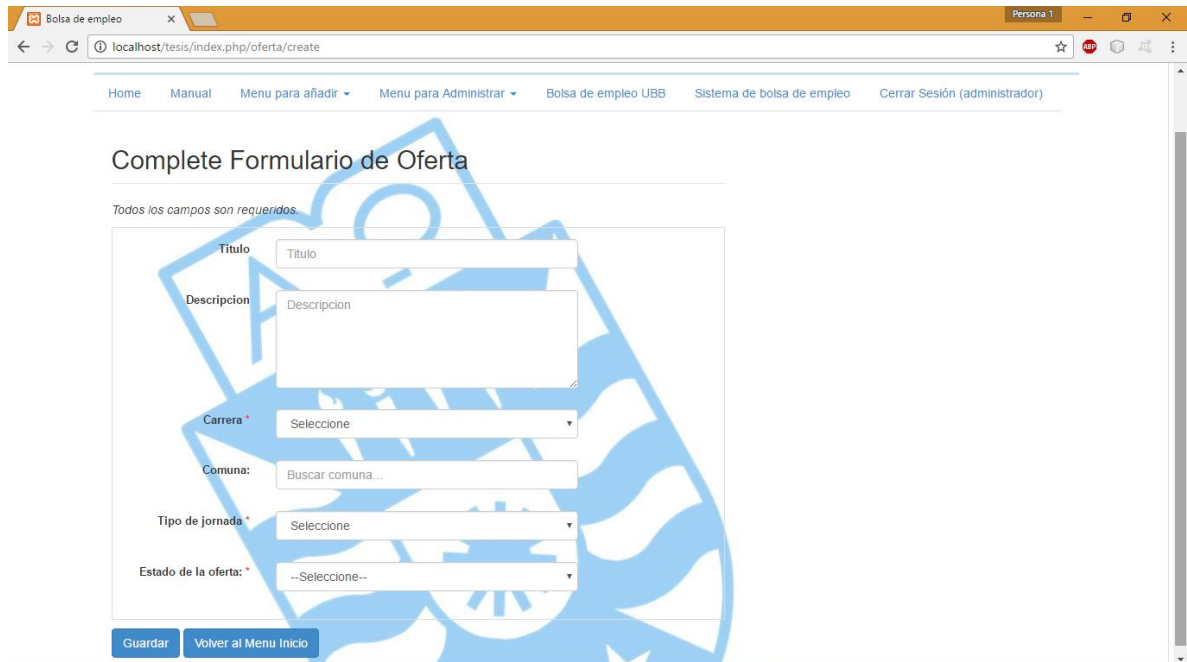 Bolsa de empleo
Persona 1
localhost/tesis/index.php/oferta/create
ABP
Home Manual Menu para añadir Menu para Administrar Bolsa de empleo UBB Sistema de bolsa de empleo Cerrar Sesión (administrador)
Complete Formulario de Oferta
Todos los campos son requeridos.
Titulo Titulo
Descripcion Descripcion
Carrera * Seleccione
Comuna: Buscar comuna...
Tipo de jornada * Seleccione
Estado de la oferta: * --Seleccione--
Guardar Volver al Menu Inicio